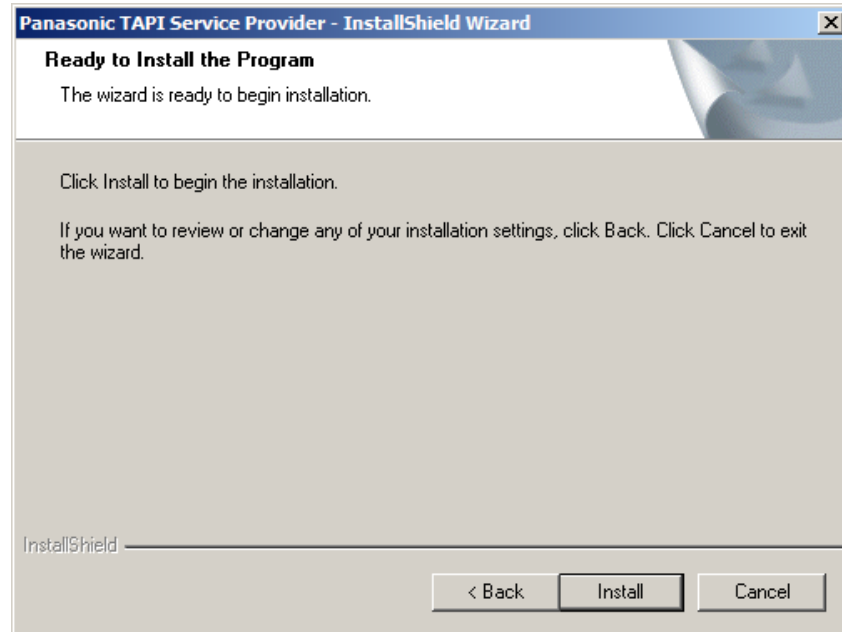 Panasonic TAPI Service Provider - InstallShield Wizard
Ready to Install the Program
The wizard is ready to begin installation.
Click Install to begin the installation.
If you want to review or change any of your installation settings, click Back. Click Cancel to exit
the wizard.
InstallShield
< Back Install Cancel